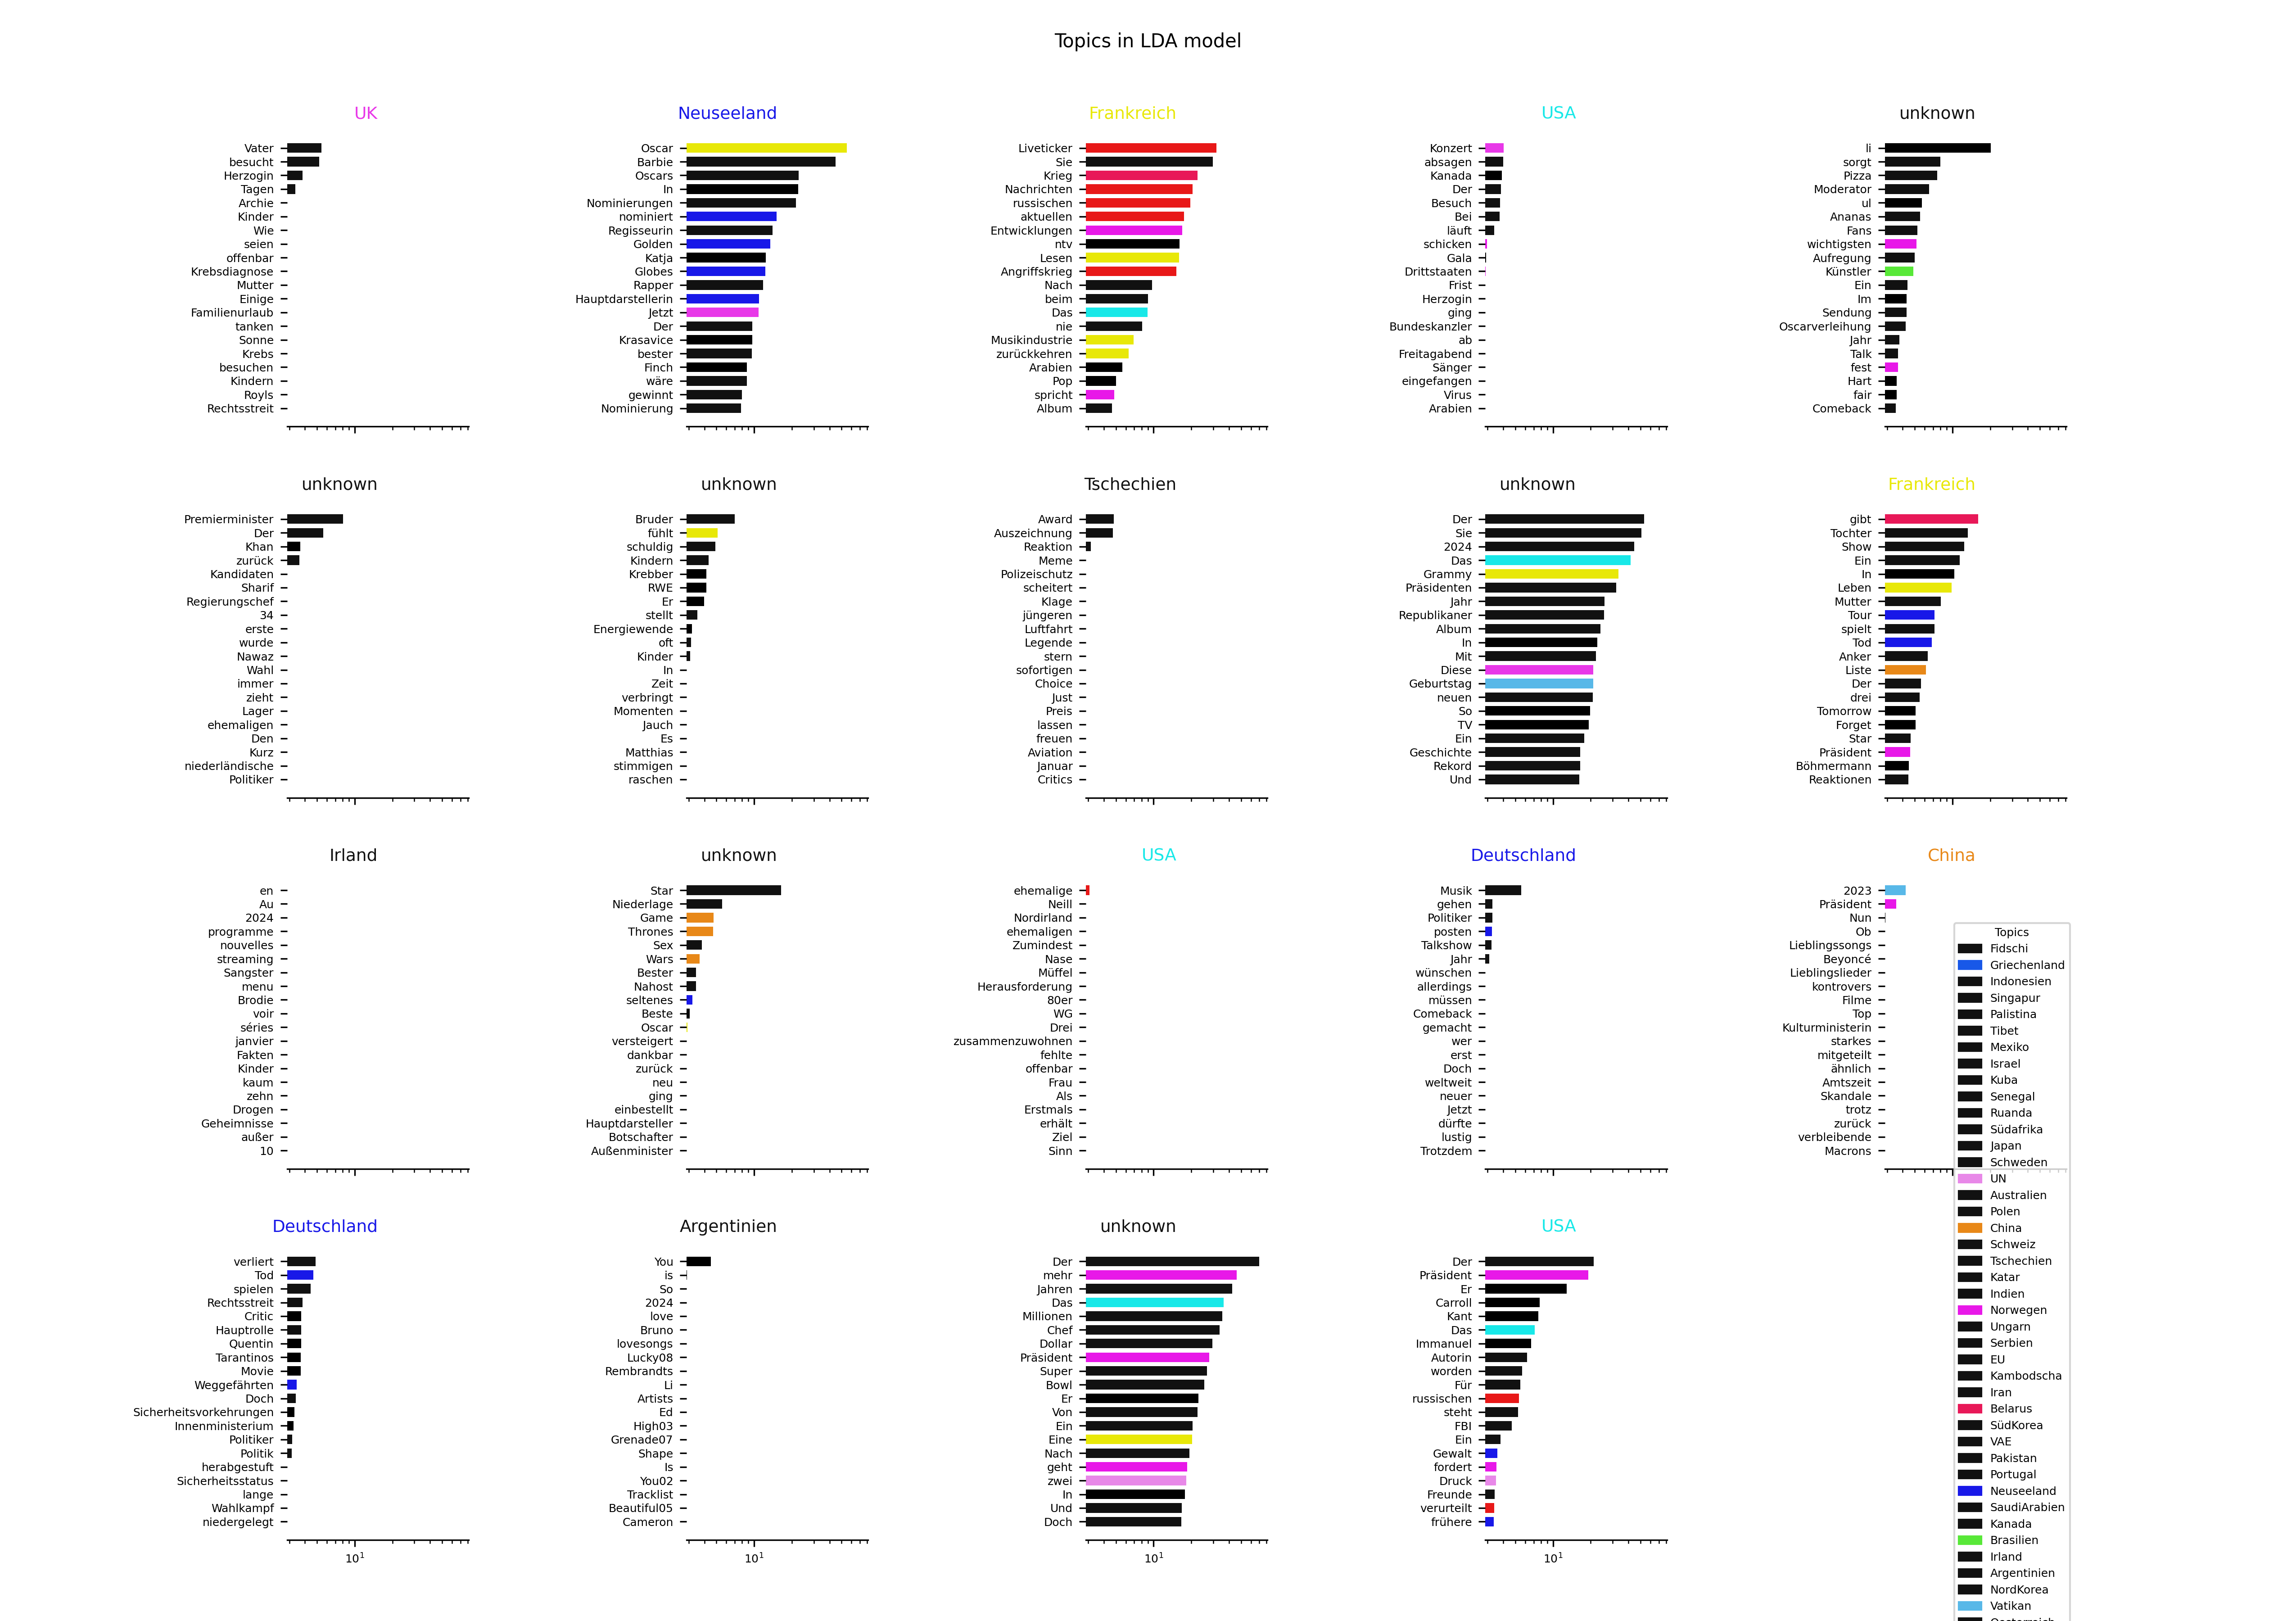 Topics in LDA model
UK
Vater
besucht
Herzogin
Tagen
Archie
Kinder
Wie
seien
offenbar
Krebsdiagnose
Mutter
Einige
Familienurlaub
tanken
Sonne
Krebs
besuchen
Kindern
Royls
Rechtsstreit
Neuseeland
Oscar
Barbie
Oscars
In
Nominierungen
nominiert
Regisseurin
Golden
Katja
Globes
Rapper
Hauptdarstellerin
Jetzt
Der
Krasavice
bester
Finch
wäre
gewinnt
Nominierung
Frankreich
Liveticker
Sie
Krieg
Nachrichten
russischen
aktuellen
Entwicklungen
ntv
Lesen
Angriffskrieg
Nach
beim
Das
nie
Musikindustrie
zurückkehren
Arabien
Pop
spricht
Album
USA
Konzert
absagen
Kanada
Der
Besuch
Bei
läuft
schicken
Gala
Drittstaaten
Frist
Herzogin
ging
Bundeskanzler
ab
Freitagabend
Sänger
eingefangen
Virus
Arabien
unknown
li
sorgt
Pizza
Moderator
ul
Ananas
Fans
wichtigsten
Aufregung
Künstler
Ein
Im
Sendung
Oscarverleihung
Jahr
Talk
fest
Hart
fair
Comeback
unknown
Premierminister
Der
Khan
zurück
Kandidaten
Sharif
Regierungschef
34
erste
wurde
Nawaz
Wahl
immer
zieht
Lager
ehemaligen
Den
Kurz
niederländische
Politiker
unknown
Bruder
fühlt
schuldig
Kindern
Krebber
RWE
Er
stellt
Energiewende
oft
Kinder
In
Zeit
verbringt
Momenten
Jauch
Es
Matthias
stimmigen
raschen
Tschechien
Award
Auszeichnung
Reaktion
Meme
Polizeischutz
scheitert
Klage
jüngeren
Luftfahrt
Legende
stern
sofortigen
Choice
Just
Preis
lassen
freuen
Aviation
Januar
Critics
unknown
Der
Sie
2024
Das
Grammy
Präsidenten
Jahr
Republikaner
Album
In
Mit
Diese
Geburtstag
neuen
So
TV
Ein
Geschichte
Rekord
Und
Frankreich
gibt
Tochter
Show
Ein
In
Leben
Mutter
Tour
spielt
Tod
Anker
Liste
Der
drei
Tomorrow
Forget
Star
Präsident
Böhmermann
Reaktionen
Irland
en
Au
2024
programme
nouvelles
streaming
Sangster
menu
Brodie
voir
séries
janvier
Fakten
Kinder
kaum
zehn
Drogen
Geheimnisse
außer
10
unknown
Star
Niederlage
Game
Thrones
Sex
Wars
Bester
Nahost
seltenes
Beste
Oscar
versteigert
dankbar
zurück
neu
ging
einbestellt
Hauptdarsteller
Botschafter
Außenminister
USA
ehemalige
Neill
Nordirland
ehemaligen
Zumindest
Nase
Müffel
Herausforderung
80er
WG
Drei
zusammenzuwohnen
fehlte
offenbar
Frau
Als
Erstmals
erhält
Ziel
Sinn
Deutschland
Musik
gehen
Politiker
posten
Talkshow
Jahr
wünschen
allerdings
müssen
Comeback
gemacht
wer
erst
Doch
weltweit
neuer
Jetzt
dürfte
lustig
Trotzdem
China
2023
Präsident
Nun
Ob
Lieblingssongs
Beyoncé
Lieblingslieder
kontrovers
Filme
Top
Kulturministerin
starkes
mitgeteilt
ähnlich
Amtszeit
Skandale
trotz
zurück
verbleibende
Macrons
Deutschland
verliert
Tod
spielen
Rechtsstreit
Critic
Hauptrolle
Quentin
Tarantinos
Movie
Weggefährten
Doch
Sicherheitsvorkehrungen
Innenministerium
Politiker
Politik
herabgestuft
Sicherheitsstatus
lange
Wahlkampf
niedergelegt
10¹
Argentinien
You
is
So
2024
love
Bruno
lovesongs
Lucky08
Rembrandts
Li
Artists
Ed
High03
Grenade07
Shape
Is
You02
Tracklist
Beautiful05
Cameron
10¹
unknown
Der
mehr
Jahren
Das
Millionen
Chef
Dollar
Präsident
Super
Bowl
Er
Von
Ein
Eine
Nach
geht
zwei
In
Und
Doch
10¹
USA
Der
Präsident
Er
Carroll
Kant
Das
Immanuel
Autorin
worden
Für
russischen
steht
FBI
Ein
Gewalt
fordert
Druck
Freunde
verurteilt
frühere
10¹
Topics
Fidschi
Griechenland
Indonesien
Singapur
Palistina
Tibet
Mexiko
Israel
Kuba
Senegal
Ruanda
Südafrika
Japan
Schweden
UN
Australien
Polen
China
Schweiz
Tschechien
Katar
Indien
Norwegen
Ungarn
Serbien
EU
Kambodscha
Iran
Belarus
SüdKorea
VAE
Pakistan
Portugal
Neuseeland
SaudiArabien
Kanada
Brasilien
Irland
Argentinien
NordKorea
Vatikan